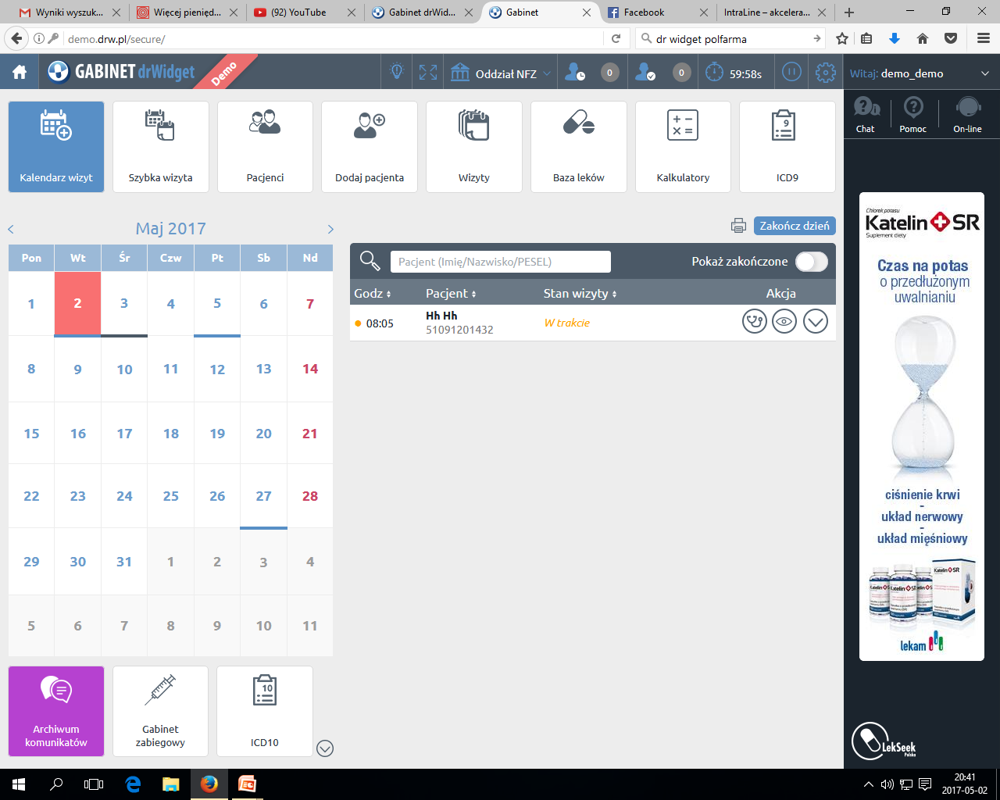 Wyniki wyszuk...
Więcej pieniędz...
(92) YouTube
Gabinet drWid...
Gabinet
Facebook
IntraLine – akcelera...
demo.drw.pl/secure/
dr widget polfarma
GABINET drWidget
Demo
Oddział NFZ
0
0
59:58s
Witaj: demo_demo
Chat
Pomoc
On-line
Kalendarz wizyt
Szybka wizyta
Pacjenci
Dodaj pacjenta
Wizyty
Baza leków
Kalkulatory
9
ICD9
Maj 2017
Zakończ dzień
Pon Wt Śr Czw Pt Sb Nd
1 2 3 4 5 6 7
8 9 10 11 12 13 14
15 16 17 18 19 20 21
22 23 24 25 26 27 28
29 30 31 1 2 3 4
5 6 7 8 9 10 11
Pacjent (Imię/Nazwisko/PESEL)
Pokaż zakończone
Godz Pacjent Stan wizyty Akcja
08:05 Hh Hh W trakcie
51091201432
Archiwum
komunikatów
Gabinet
zabiegowy
10
ICD10
Chlorek potasu
Katelin SR
Suplement diety
Czas na potas
o przedłużonym
uwalnianiu
ciśnienie krwi
-
układ nerwowy
-
układ mięśniowy
Katelin SR
lekam
LekSeek
Polska
20:41
2017-05-02